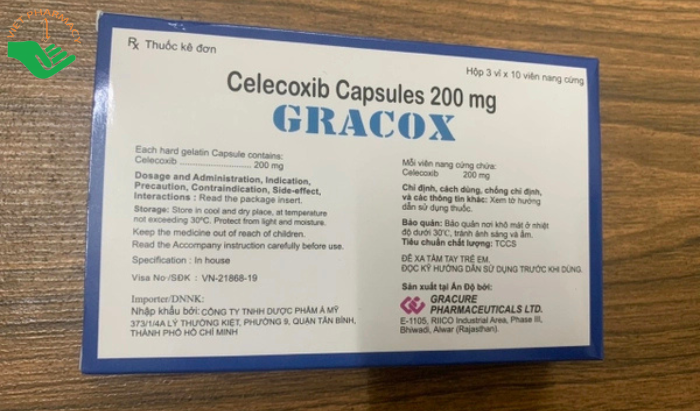 VIET PHARMACY
Rx Thuốc kê đơn
Hộp 3 vỉ x 10 viên nang cứng
Celecoxib Capsules 200 mg
GRACOX
Each hard gelatin Capsule contains:
Celecoxib ........................ 200 mg
Dosage and Administration, Indication,
Precaution, Contraindication, Side-effect,
Interactions : Read the package insert.
Storage: Store in cool and dry place, at temperature
not exceeding 30ºC. Protect from light and moisture.
Keep the medicine out of reach of children.
Read the Accompany instruction carefully before use.
Specification : In house
Visa No·/SĐK : VN-21868-19
Importer/DNNK:
Nhập khẩu bởi: CÔNG TY TNHH DƯỢC PHẨM Á MỸ
373/1/4A LÝ THƯỜNG KIỆT, PHƯỜNG 9, QUẬN TÂN BÌNH,
THÀNH PHỐ HỒ CHÍ MINH
Mỗi viên nang cứng chứa:
Celecoxib 200 mg
Chỉ định, cách dùng, chống chỉ định,
và các thông tin khác: Xem tờ hướng
dẫn sử dụng thuốc.
Bảo quản: Bảo quản nơi khô mát ở nhiệt
độ dưới 30°C, tránh ánh sáng và ẩm.
Tiêu chuẩn chất lượng: TCCS
ĐỂ XA TẦM TAY TRẺ EM.
ĐỌC KỸ HƯỚNG DẪN SỬ DỤNG TRƯỚC KHI DÙNG.
Sản xuất tại Ấn Độ bởi:
GRACURE
PHARMACEUTICALS LTD.
E-1105, RIICO Industrial Area, Phase III,
Bhiwadi, Alwar (Rajasthan).